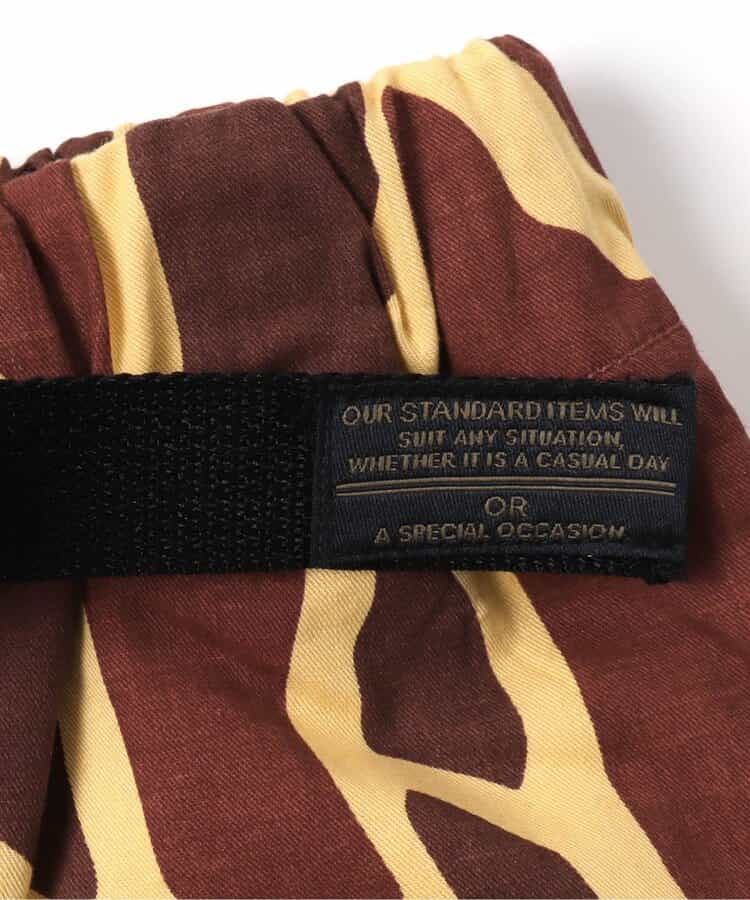 OUR STANDARD ITEMS WILL
SUIT ANY SITUATION,
WHETHER IT IS A CASUAL DAY
OR
A SPECIAL OCCASION